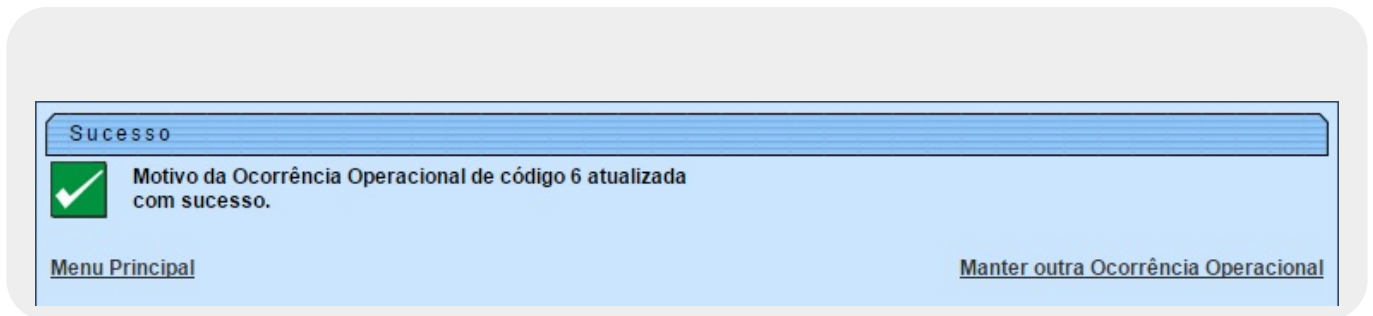 Sucesso
Motivo da Ocorrência Operacional de código 6 atualizada
com sucesso.
Menu Principal
Manter outra Ocorrência Operacional